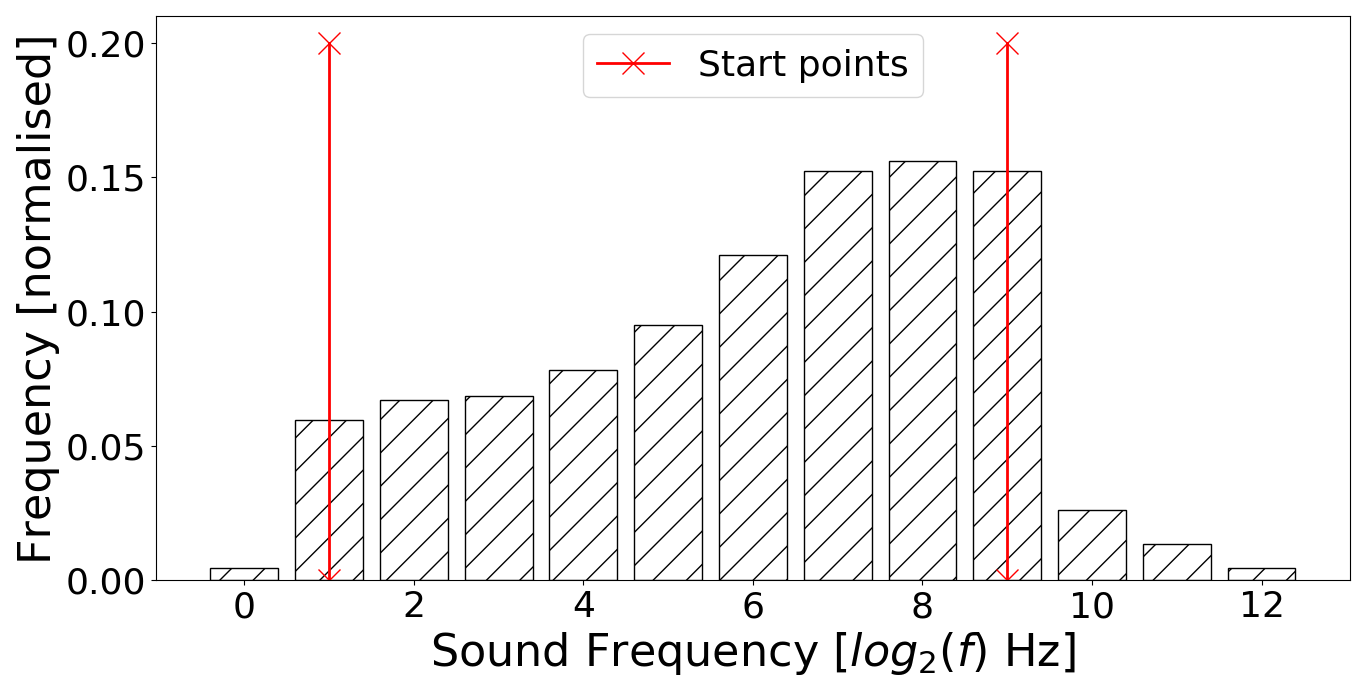 Frequency [normalised]
0.20
0.15
0.10
0.05
0.00
Start points
0 2 4 6 8 10 12
Sound Frequency [log₂(f) Hz]